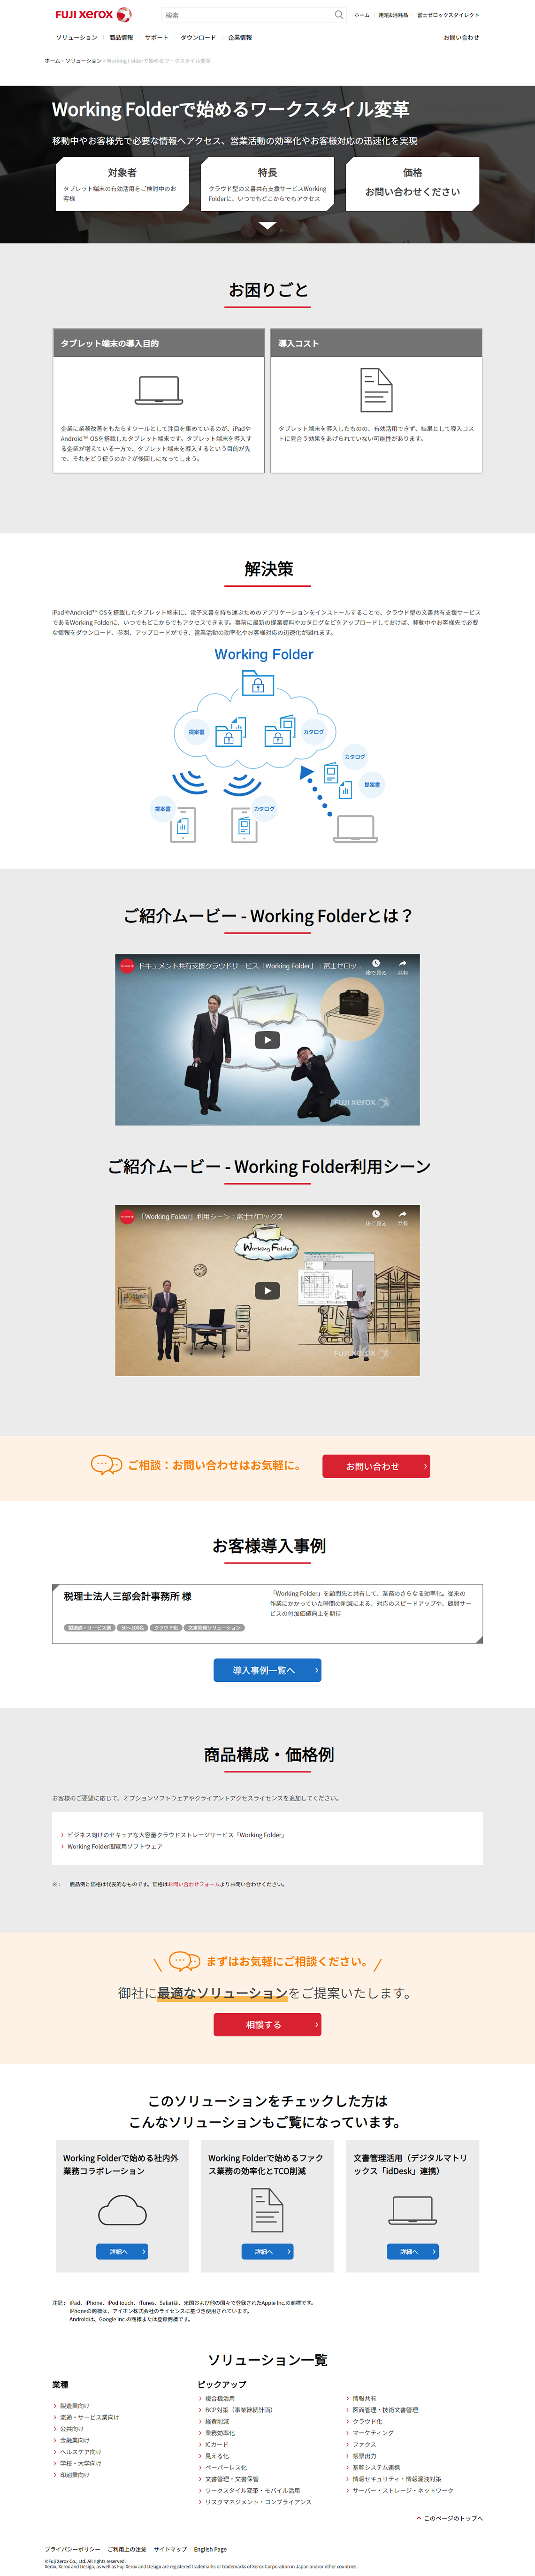 FUJI XEROX
検索
ホーム
用紙&消耗品
富士ゼロックスダイレクト
ソリューション
商品情報
サポート
ダウンロード
企業情報
お問い合わせ
ホーム › ソリューション › Working Folderで始めるワークスタイル変革
Working Folderで始めるワークスタイル変革
移動中やお客様先で必要な情報へアクセス、営業活動の効率化やお客様対応の迅速化を実現
対象者
タブレット端末の有効活用をご検討中のお
客様
特長
クラウド型の文書共有支援サービスWorking
Folderに、いつでもどこからでもアクセス
価格
お問い合わせください
お困りごと
タブレット端末の導入目的
企業に業務改善をもたらすツールとして注目を集めているのが、iPadや
Android™ OSを搭載したタブレット端末です。タブレット端末を導入す
る企業が増えている一方で、タブレット端末を導入するという目的が先
で、それをどう使うのか？が後回しになってしまう。
導入コスト
タブレット端末を導入したものの、有効活用できず、結果として導入コス
トに見合う効果をあげられていない可能性があります。
解決策
iPadやAndroid™ OSを搭載したタブレット端末に、電子文書を持ち運ぶためのアプリケーションをインストールすることで、クラウド型の文書共有支援サービス
であるWorking Folderに、いつでもどこからでもアクセスできます。事前に最新の提案資料やカタログなどをアップロードしておけば、移動中やお客様先で必要
な情報をダウンロード、参照、アップロードができ、営業活動の効率化やお客様対応の迅速化が図れます。
Working Folder
提案書
カタログ
カタログ
提案書
提案書
カタログ
ご紹介ムービー - Working Folderとは？
ドキュメント共有支援クラウドサービス「Working Folder」：富士ゼロッ...
後で見る
共有
FUJI xerox
ご紹介ムービー - Working Folder利用シーン
「Working Folder」利用シーン：富士ゼロックス
後で見る
共有
Working Folder
FUJI xerox
ご相談：お問い合わせはお気軽に。
お問い合わせ
お客様導入事例
税理士法人三部会計事務所 様
「Working Folder」を顧問先と共有して、業務のさらなる効率化。従来の
作業にかかっていた時間の削減による、対応のスピードアップや、顧問サー
ビスの付加価値向上を期待
製流通・サービス業
50～100名
クラウド化
文書管理ソリューション
導入事例一覧へ
商品構成・価格例
お客様のご要望に応じて、オプションソフトウェアやクライアントアクセスライセンスを追加してください。
ビジネス向けのセキュアな大容量クラウドストレージサービス「Working Folder」
Working Folder閲覧用ソフトウェア
※： 商品例と価格は代表的なものです。価格はお問い合わせフォームよりお問い合わせください。
まずはお気軽にご相談ください。
御社に最適なソリューションをご提案いたします。
相談する
このソリューションをチェックした方は
こんなソリューションもご覧になっています。
Working Folderで始める社内外
業務コラボレーション
詳細へ
Working Folderで始めるファク
ス業務の効率化とTCO削減
詳細へ
文書管理活用（デジタルマトリ
ックス「idDesk」連携）
詳細へ
注記： iPad、iPhone、iPod touch、iTunes、Safariは、米国および他の国々で登録されたApple Inc.の商標です。
iPhoneの商標は、アイホン株式会社のライセンスに基づき使用されています。
Androidは、Google Inc.の商標または登録商標です。
ソリューション一覧
業種
製造業向け
流通・サービス業向け
公共向け
金融業向け
ヘルスケア向け
学校・大学向け
印刷業向け
ピックアップ
複合機活用
BCP対策（事業継続計画）
経費削減
業務効率化
ICカード
見える化
ペーパーレス化
文書管理・文書保管
ワークスタイル変革・モバイル活用
リスクマネジメント・コンプライアンス
情報共有
図面管理・技術文書管理
クラウド化
マーケティング
ファクス
帳票出力
基幹システム連携
情報セキュリティ・情報漏洩対策
サーバー・ストレージ・ネットワーク
このページのトップへ
プライバシーポリシー
ご利用上の注意
サイトマップ
English Page
©Fuji Xerox Co., Ltd. All rights reserved.
Xerox, Xerox and Design, as well as Fuji Xerox and Design are registered trademarks or trademarks of Xerox Corporation in Japan and/or other countries.